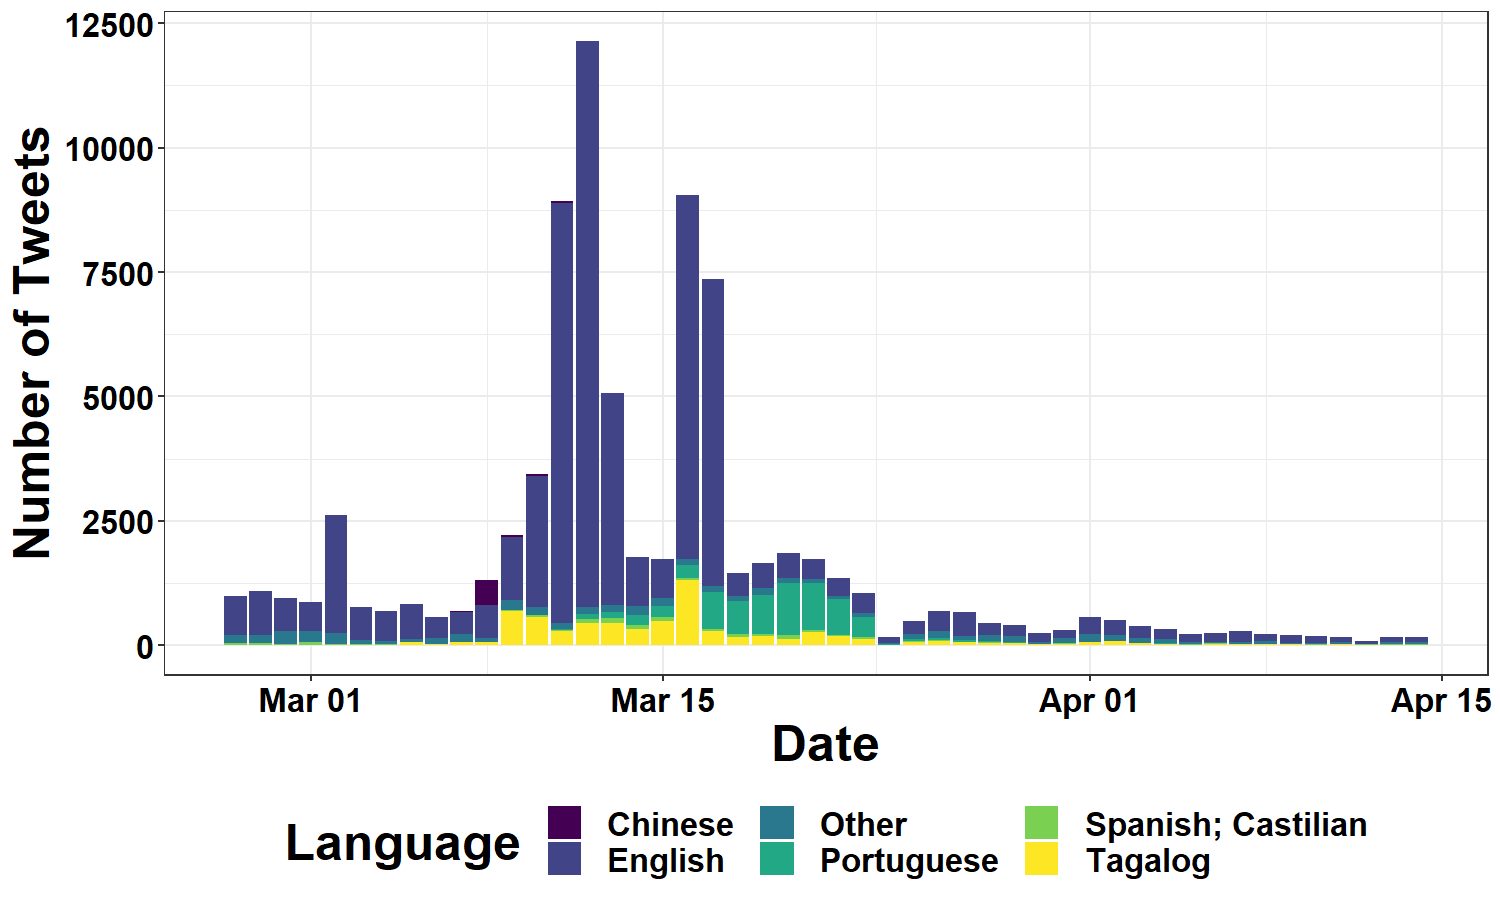 Number of Tweets
12500
10000
7500
5000
2500
0
Mar 01
Mar 15
Apr 01
Apr 15
Date
Language
Chinese
Other
Spanish; Castilian
English
Portuguese
Tagalog